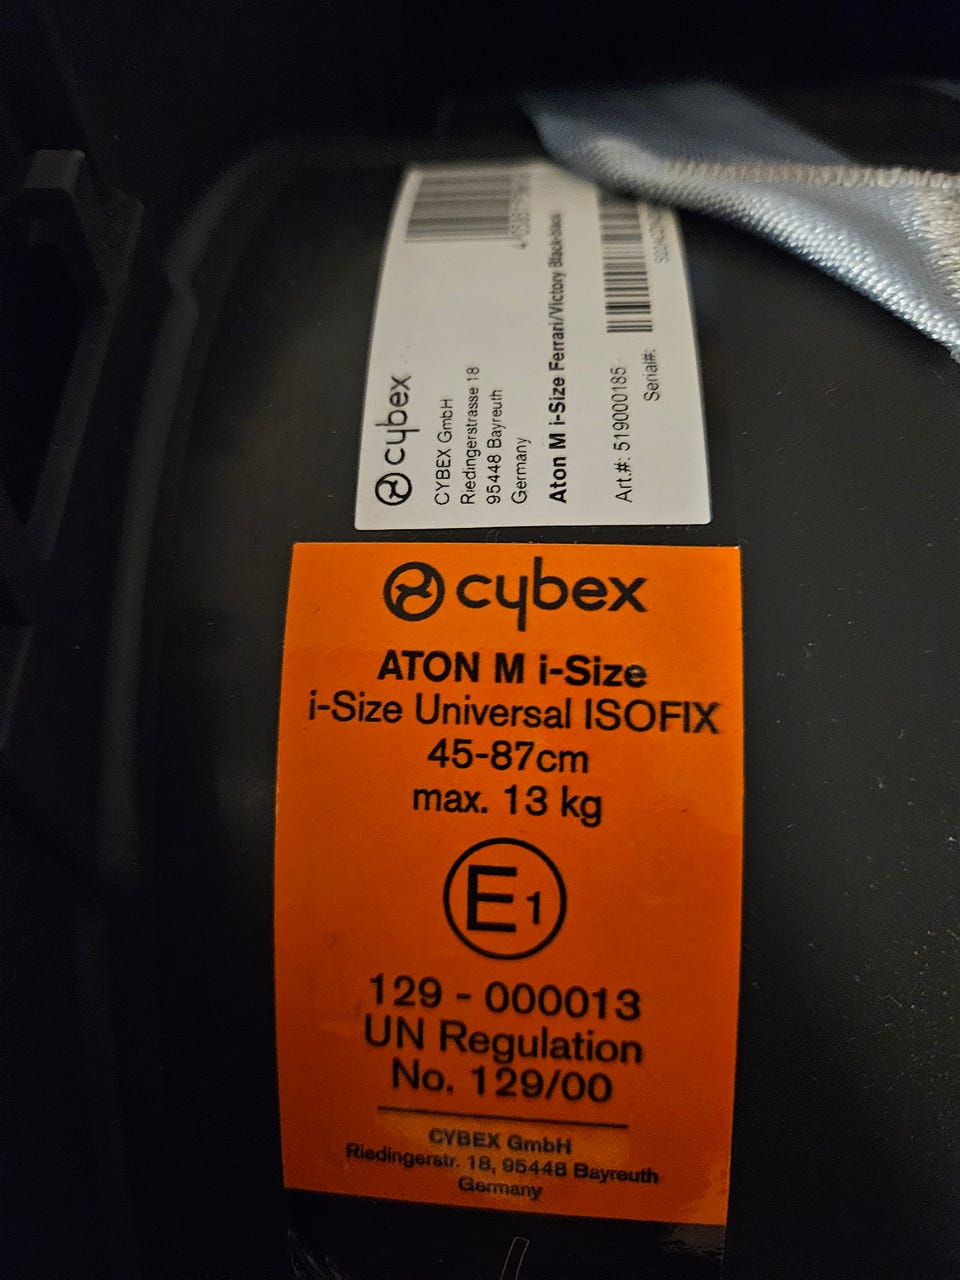 cybex
CYBEX GmbH
Riedingerstrasse 18
95448 Bayreuth
Germany
Aton M i-Size Ferrari/Victory Black-black
Art.#: 519000185
Serial#:
cybex
ATON M i-Size
i-Size Universal ISOFIX
45-87cm
max. 13 kg
E1
129 - 000013
UN Regulation
No. 129/00
CYBEX GmbH
Riedingerstr. 18, 95448 Bayreuth
Germany